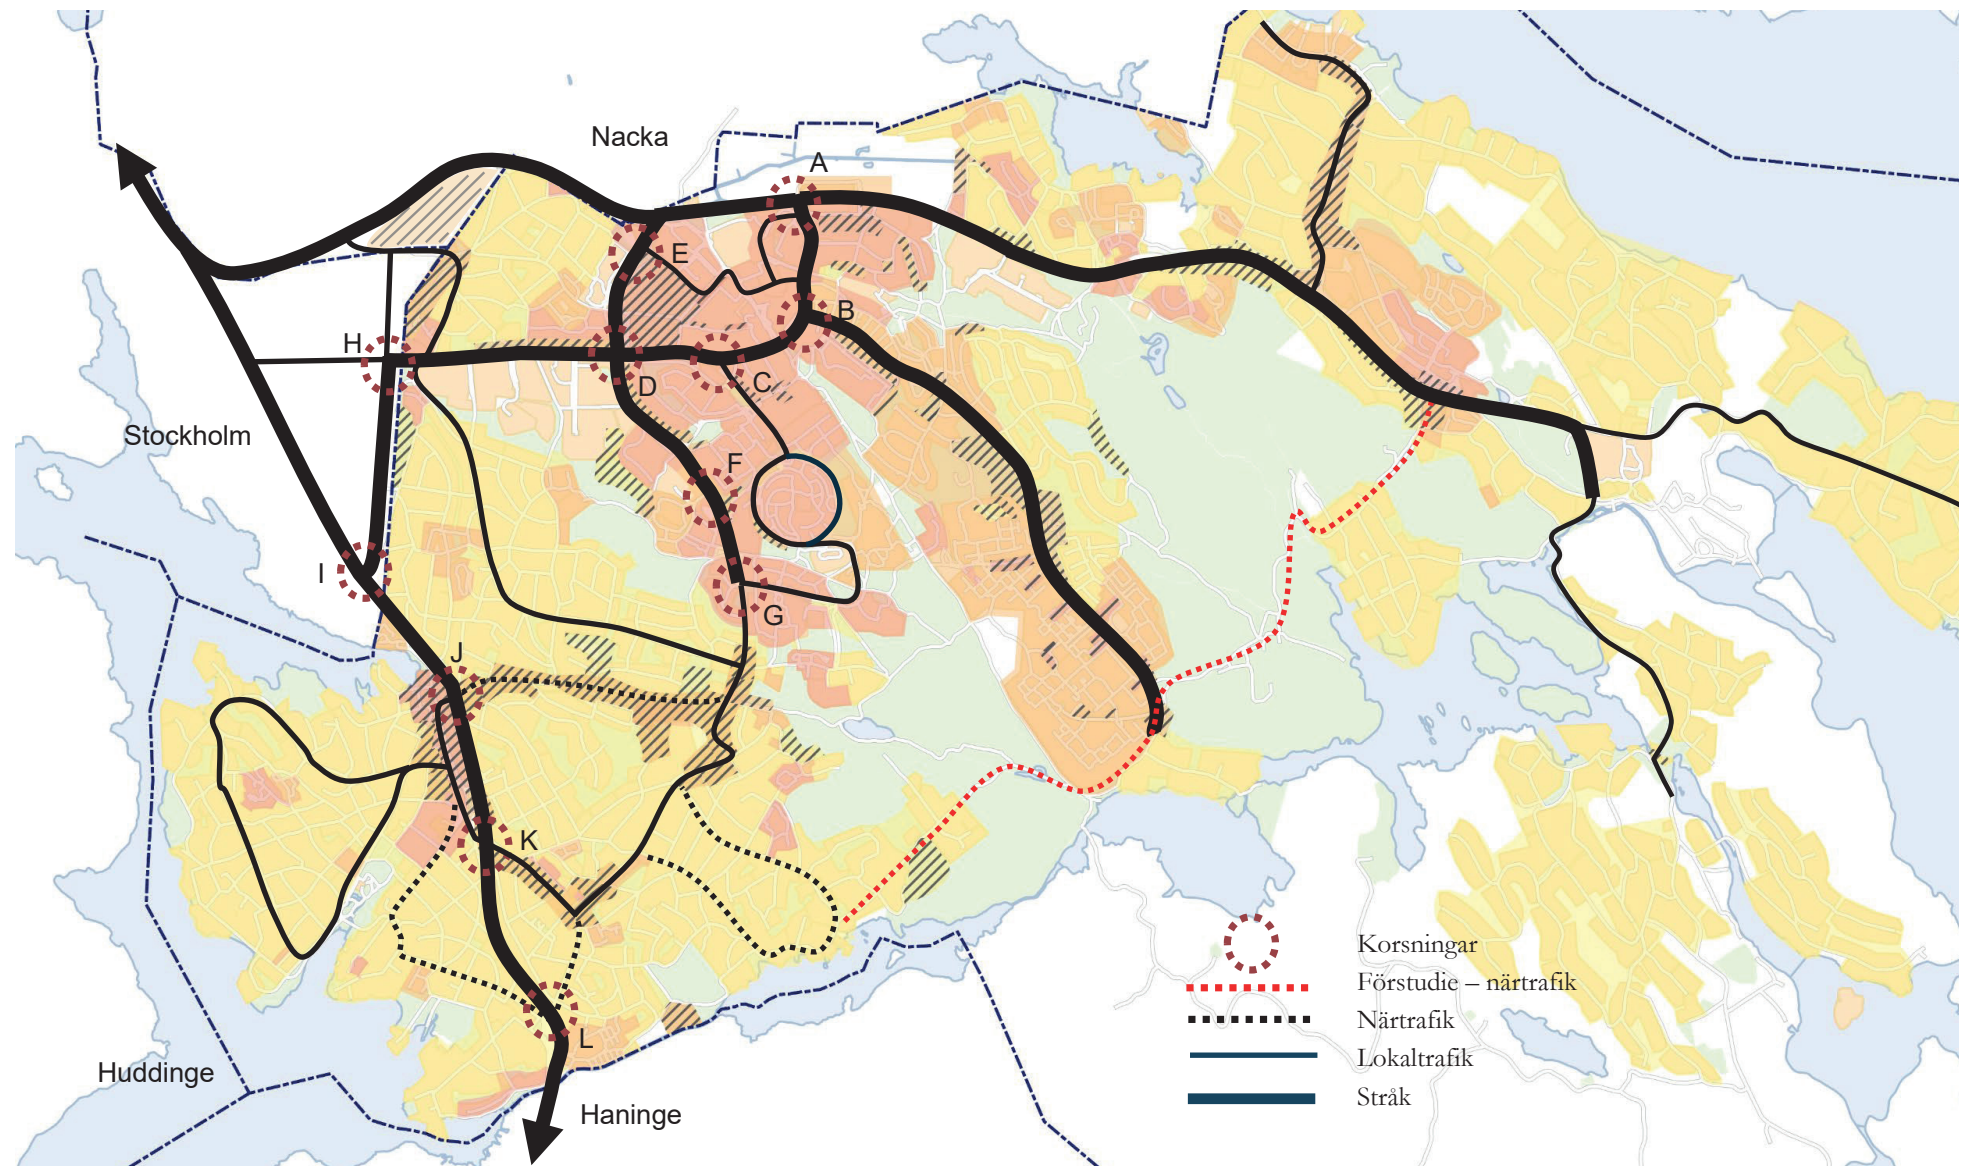 Nacka
A
E
B
H
D
C
Stockholm
F
I
G
J
K
L
Huddinge
Haninge
Korsningar
Förstudie – närtrafik
Närtrafik
Lokaltrafik
Stråk